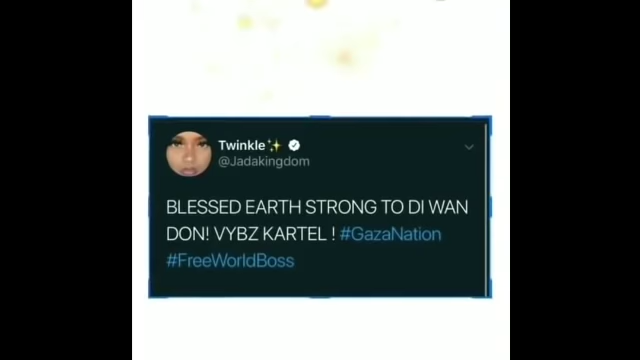 Twinkle✨
@Jadakingdom
BLESSED EARTH STRONG TO DI WAN
DON! VYBZ KARTEL ! #GazaNation
#FreeWorldBoss